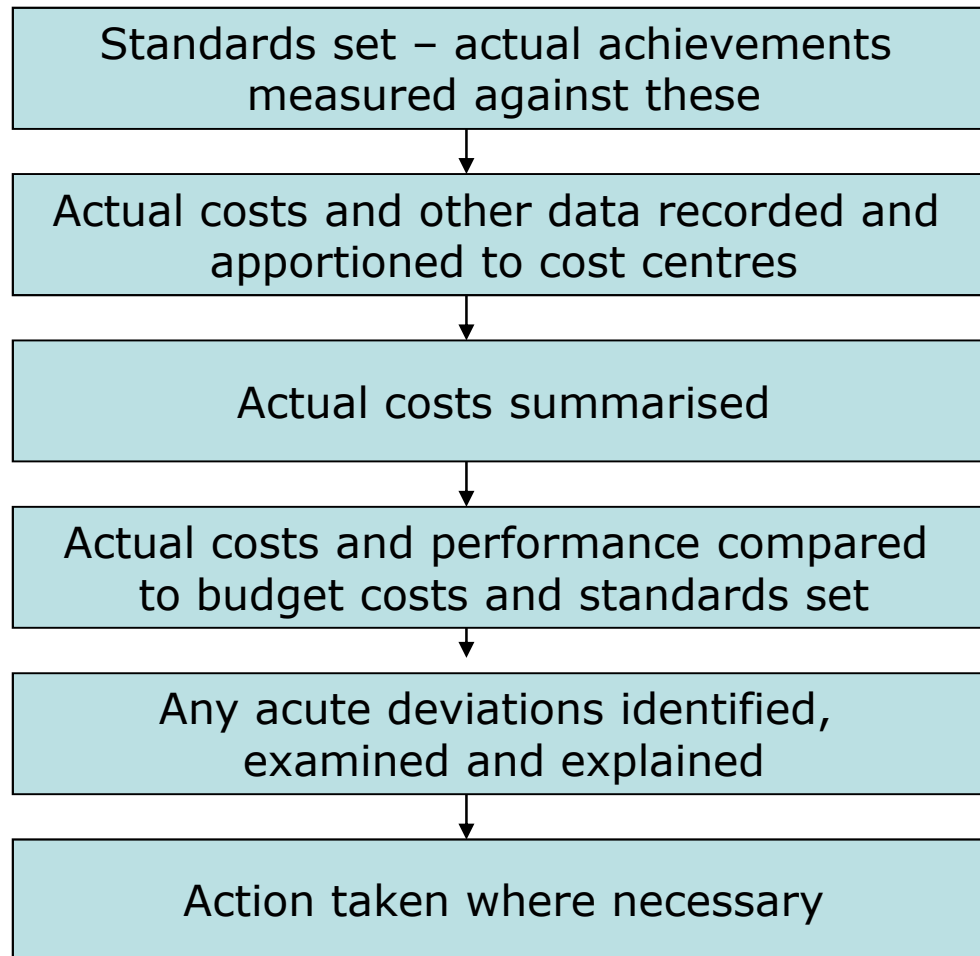 Standards set – actual achievements
measured against these
Actual costs and other data recorded and
apportioned to cost centres
Actual costs summarised
Actual costs and performance compared
to budget costs and standards set
Any acute deviations identified,
examined and explained
Action taken where necessary